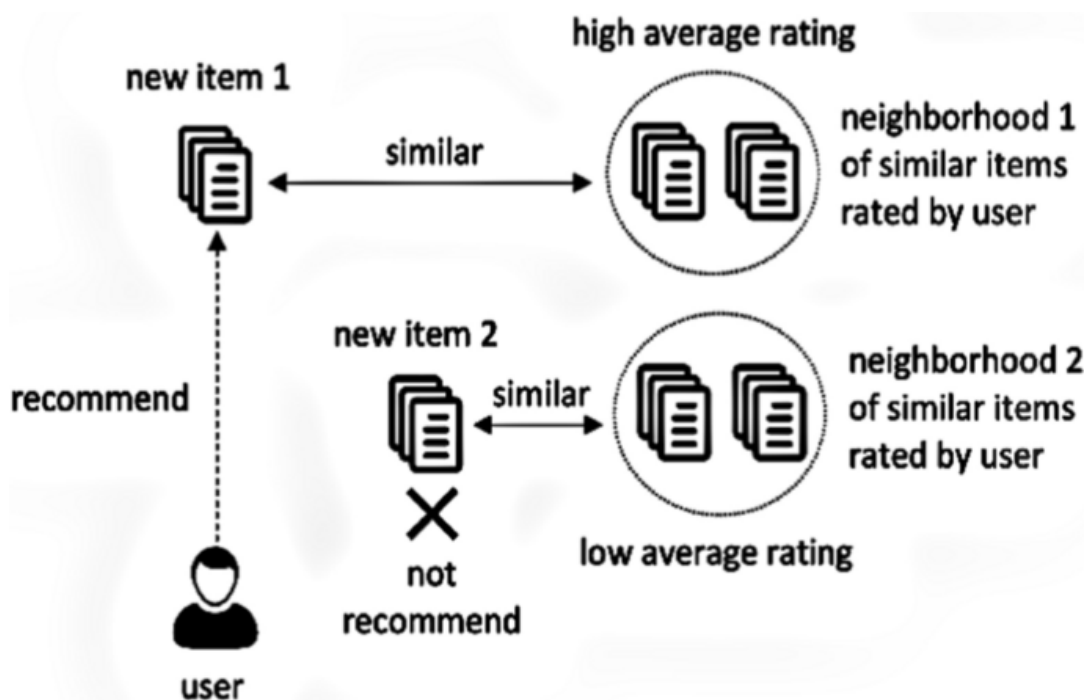 high average rating
new item 1
similar
neighborhood 1
of similar items
rated by user
new item 2
similar
neighborhood 2
of similar items
rated by user
recommend
not
recommend
low average rating
user